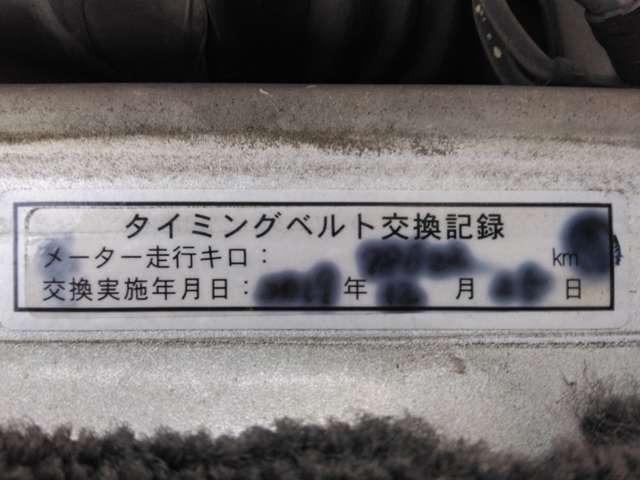 タイミングベルト交換記録
メーター走行キロ： km
交換実施年月日： 年 月 日